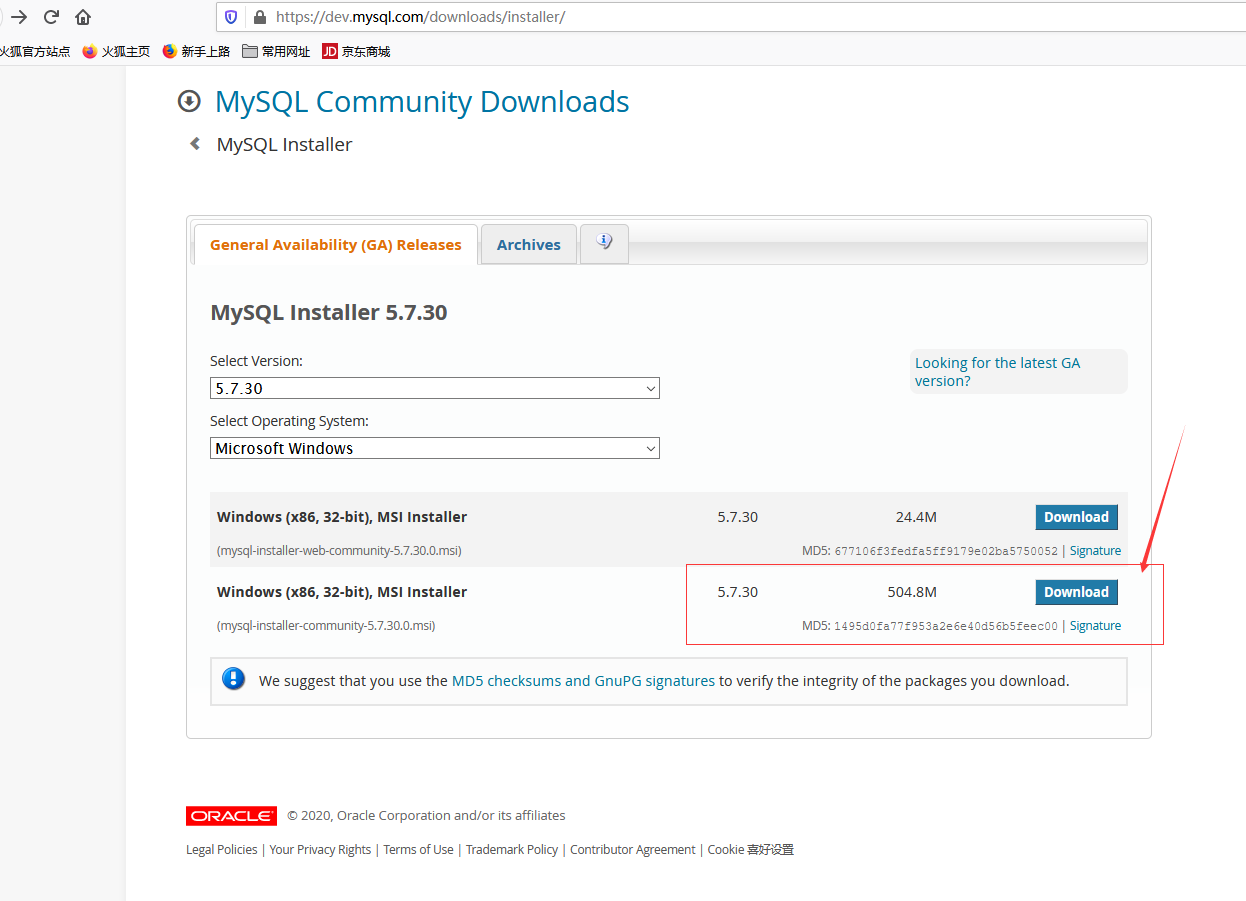 https://dev.mysql.com/downloads/installer/
火狐官方站点 火狐主页 新手上路 常用网址 JD 京东商城
MySQL Community Downloads
MySQL Installer
General Availability (GA) Releases Archives
MySQL Installer 5.7.30
Select Version:
Looking for the latest GA
version?
5.7.30
Select Operating System:
Microsoft Windows
Windows (x86, 32-bit), MSI Installer 5.7.30 24.4M Download
(mysql-installer-web-community-5.7.30.0.msi) MD5: 677106f3fedfa5ff9179e02ba5750052 | Signature
Windows (x86, 32-bit), MSI Installer 5.7.30 504.8M Download
(mysql-installer-community-5.7.30.0.msi) MD5: 1495d0fa77f953a2e6e40d56b5feec00 | Signature
We suggest that you use the MD5 checksums and GnuPG signatures to verify the integrity of the packages you download.
ORACLE © 2020, Oracle Corporation and/or its affiliates
Legal Policies | Your Privacy Rights | Terms of Use | Trademark Policy | Contributor Agreement | Cookie 喜好设置